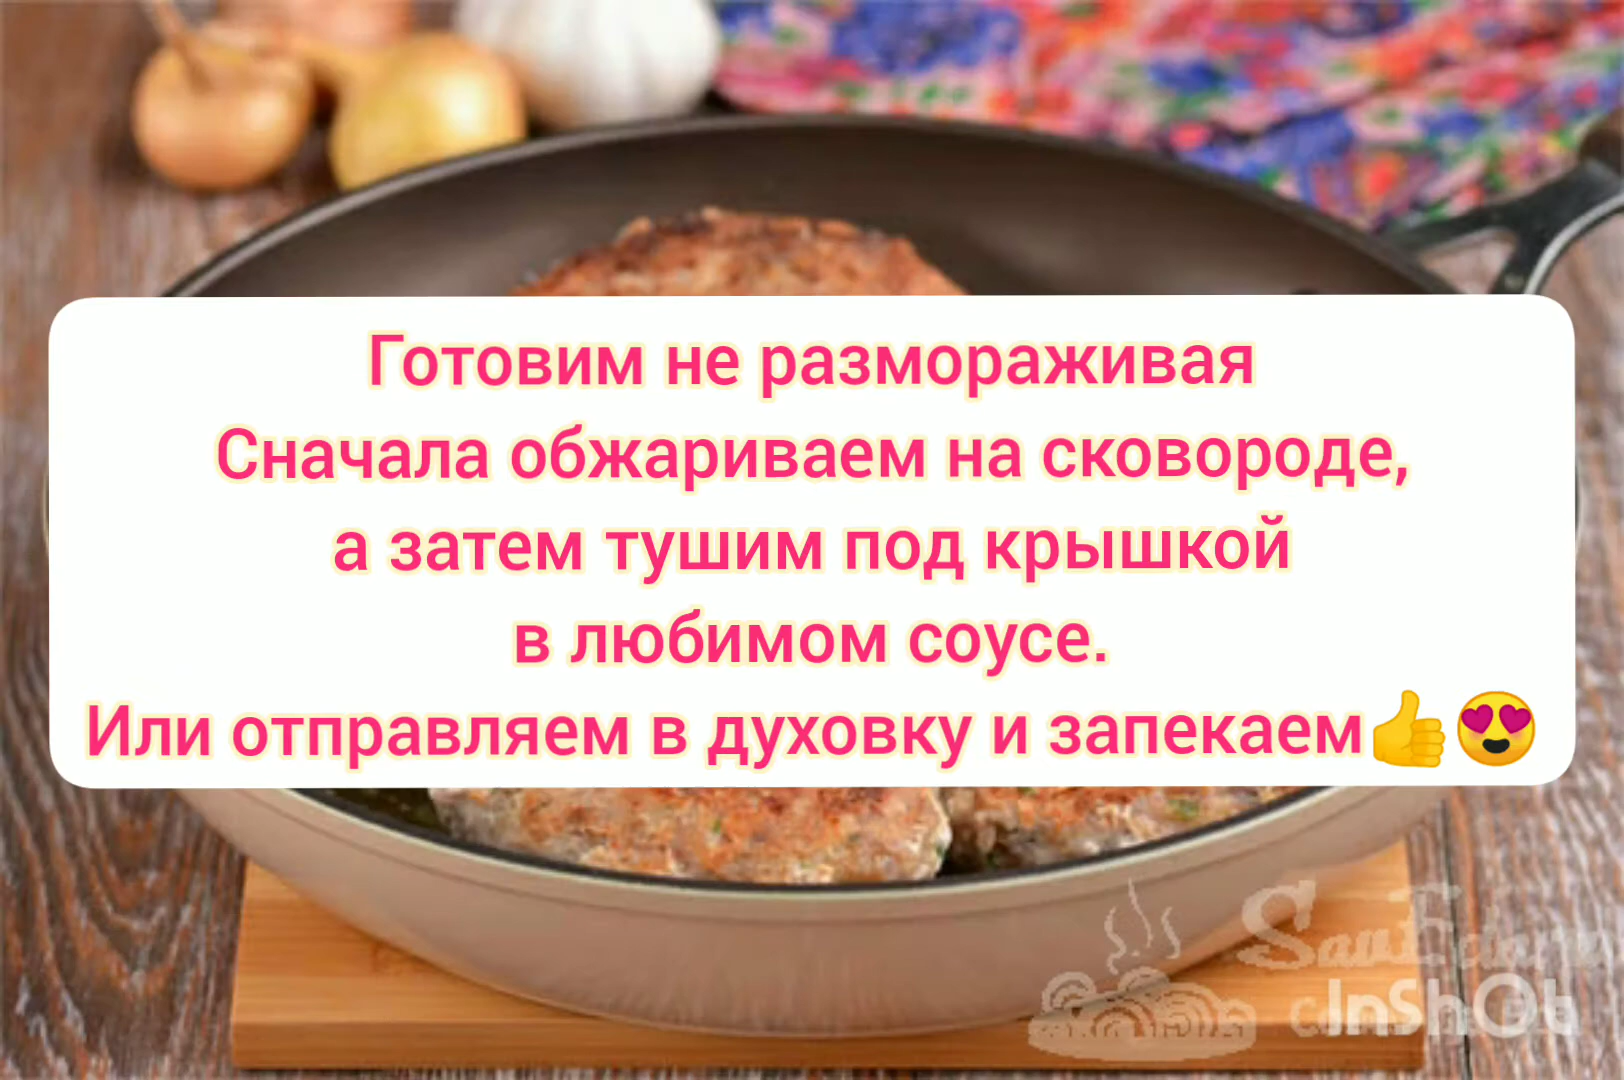 Готовим не размораживая
Сначала обжариваем на сковороде,
а затем тушим под крышкой
в любимом соусе.
Или отправляем в духовку и запекаем👍😍
InShOt